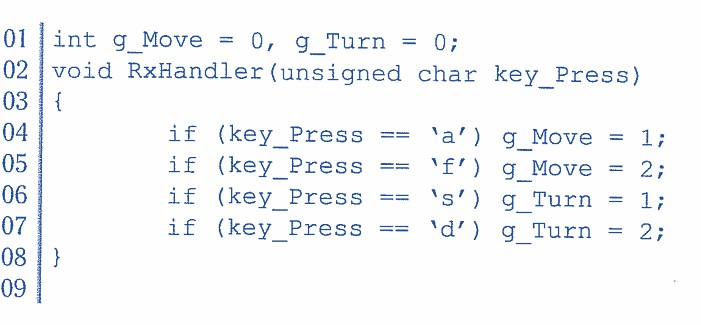 01 int g_Move = 0, g_Turn = 0;
02 void RxHandler(unsigned char key_Press)
03 {
04 if (key_Press == ‘a’) g_Move = 1;
05 if (key_Press == ‘f’) g_Move = 2;
06 if (key_Press == ‘s’) g_Turn = 1;
07 if (key_Press == ‘d’) g_Turn = 2;
08 }
09